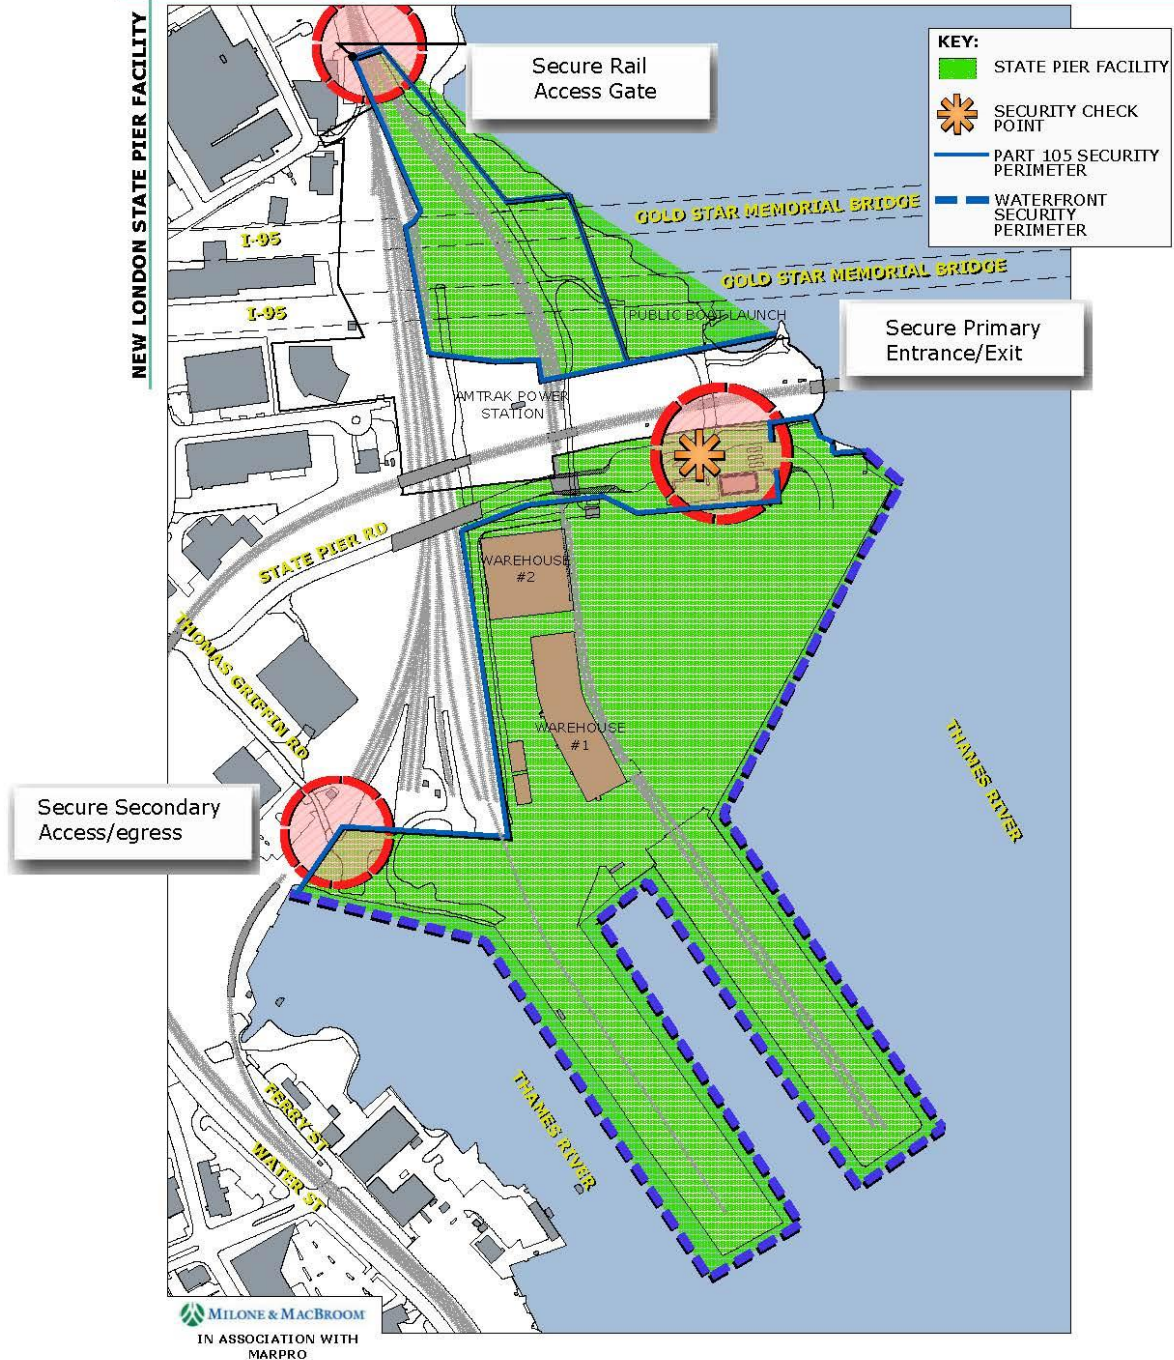 NEW LONDON STATE PIER FACILITY
Secure Rail
Access Gate
KEY:
STATE PIER FACILITY
SECURITY CHECK
POINT
PART 105 SECURITY
PERIMETER
WATERFRONT
SECURITY
PERIMETER
GOLD STAR MEMORIAL BRIDGE
I-95
GOLD STAR MEMORIAL BRIDGE
I-95
PUBLIC BOAT LAUNCH
Secure Primary
Entrance/Exit
AMTRAK POWER
STATION
STATE PIER RD
WAREHOUSE
#2
THOMAS GRIFFIN RD
WAREHOUSE
#1
THAMES RIVER
Secure Secondary
Access/egress
THAMES RIVER
FERRY ST
WATER ST
MILONE & MACBROOM
IN ASSOCIATION WITH
MARPRO